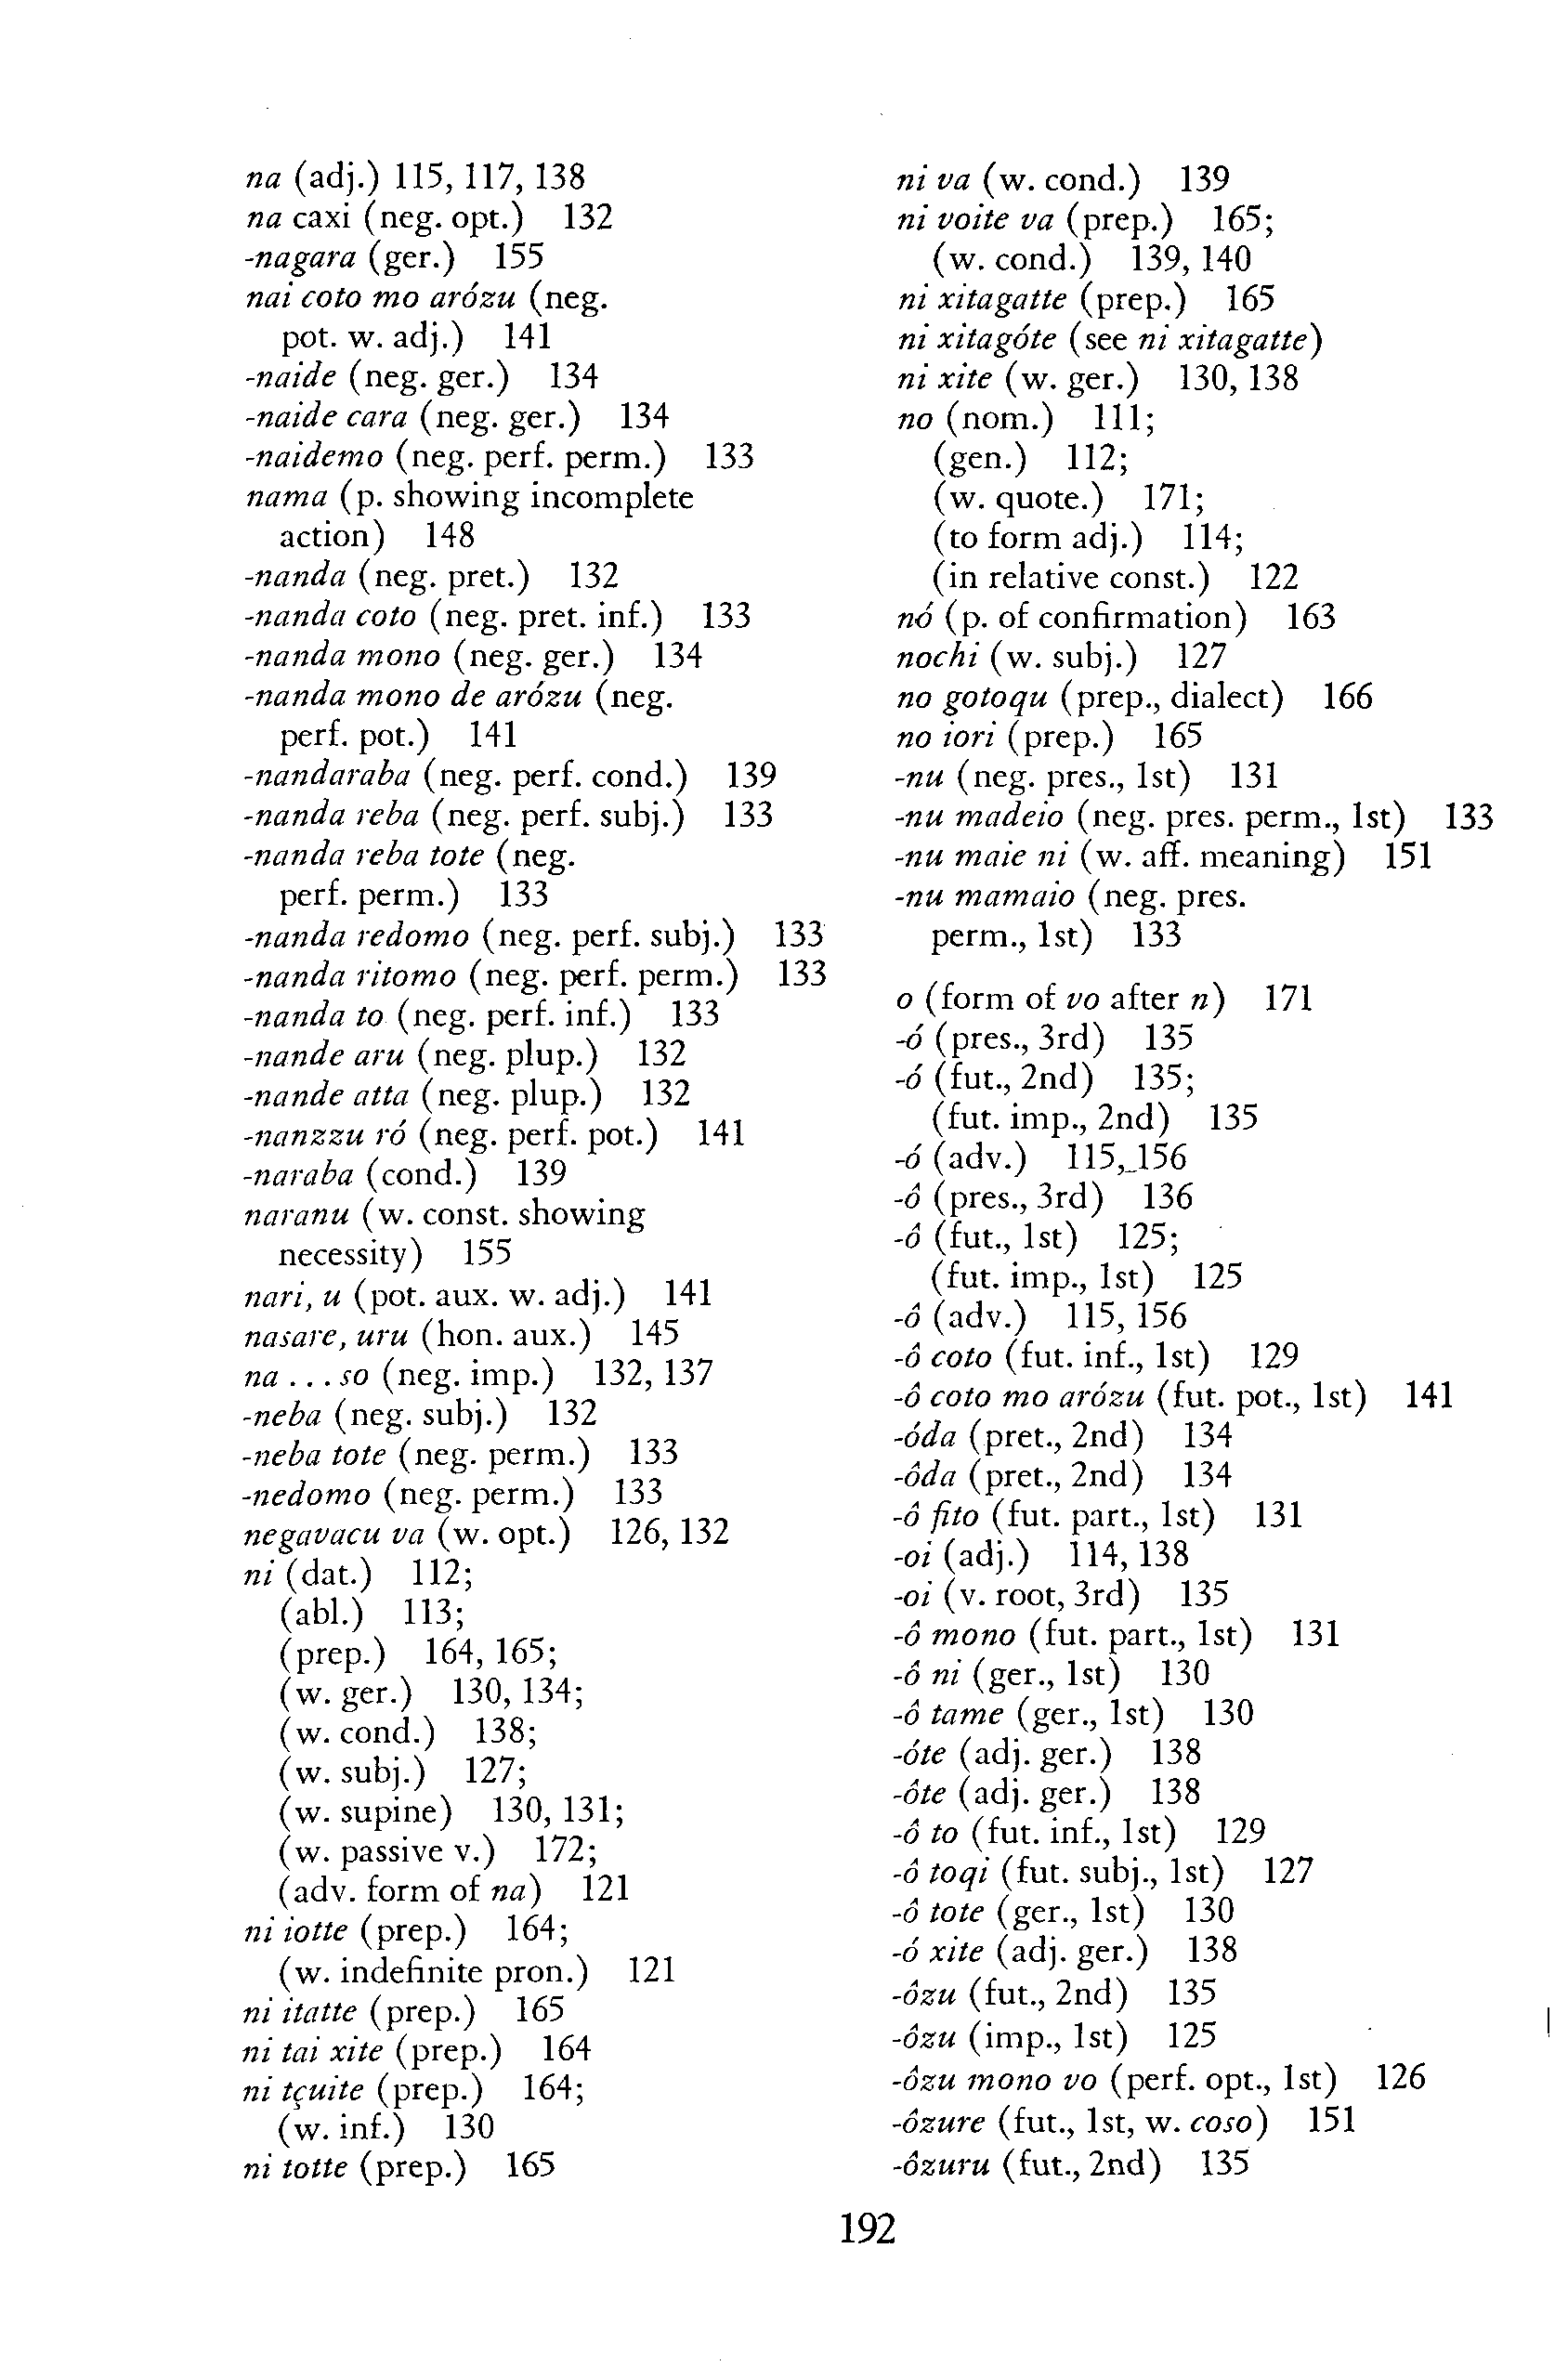 na (adj.) 115, 117, 138
na caxi (neg. opt.) 132
-nagara (ger.) 155
nai coto mo arózu (neg.
pot. w. adj.) 141
-naide (neg. ger.) 134
-naide cara (neg. ger.) 134
-naidemo (neg. perf. perm.) 133
nama (p. showing incomplete
action) 148
-nanda (neg. pret.) 132
-nanda coto (neg. pret. inf.) 133
-nanda mono (neg. ger.) 134
-nanda mono de arózu (neg.
perf. pot.) 141
-nandaraba (neg. perf. cond.) 139
-nanda reba (neg. perf. subj.) 133
-nanda reba tote (neg.
perf. perm.) 133
-nanda redomo (neg. perf. subj.) 133
-nanda ritomo (neg. perf. perm.) 133
-nanda to (neg. perf. inf.) 133
-nande aru (neg. plup.) 132
-nande atta (neg. plup.) 132
-nanzzu ró (neg. perf. pot.) 141
-naraba (cond.) 139
naranu (w. const. showing
necessity) 155
nari, u (pot. aux. w. adj.) 141
nasare, uru (hon. aux.) 145
na . . . so (neg. imp.) 132, 137
-neba (neg. subj.) 132
-neba tote (neg. perm.) 133
-nedomo (neg. perm.) 133
negavacu va (w. opt.) 126, 132
ni (dat.) 112;
(abl.) 113;
(prep.) 164, 165;
(w. ger.) 130, 134;
(w. cond.) 138;
(w. subj.) 127;
(w. supine) 130, 131;
(w. passive v.) 172;
(adv. form of na) 121
ni iotte (prep.) 164;
(w. indefinite pron.) 121
ni itatte (prep.) 165
ni tai xite (prep.) 164
ni tçuite (prep.) 164;
(w. inf.) 130
ni totte (prep.) 165
ni va (w. cond.) 139
ni voite va (prep.) 165;
(w. cond.) 139, 140
ni xitagatte (prep.) 165
ni xitagóte (see ni xitagatte)
ni xite (w. ger.) 130, 138
no (nom.) 111;
(gen.) 112;
(w. quote.) 171;
(to form adj.) 114;
(in relative const.) 122
nó (p. of confirmation) 163
nochi (w. subj.) 127
no gotoqu (prep., dialect) 166
no iori (prep.) 165
-nu (neg. pres., 1st) 131
-nu madeio (neg. pres. perm., 1st) 133
-nu maie ni (w. aff. meaning) 151
-nu mamaio (neg. pres.
perm., 1st) 133
o (form of vo after n) 171
-ó (pres., 3rd) 135
-ó (fut., 2nd) 135;
(fut. imp., 2nd) 135
-ó (adv.) 115, 156
-ô (pres., 3rd) 136
-ô (fut., 1st) 125;
(fut. imp., 1st) 125
-ô (adv.) 115, 156
-ô coto (fut. inf., 1st) 129
-ô coto mo arózu (fut. pot., 1st) 141
-óda (pret., 2nd) 134
-ôda (pret., 2nd) 134
-ô fito (fut. part., 1st) 131
-oi (adj.) 114, 138
-oi (v. root, 3rd) 135
-ô mono (fut. part., 1st) 131
-ô ni (ger., 1st) 130
-ô tame (ger., 1st) 130
-óte (adj. ger.) 138
-ôte (adj. ger.) 138
-ô to (fut. inf., 1st) 129
-ô toqi (fut. subj., 1st) 127
-ô tote (ger., 1st) 130
-ó xite (adj. ger.) 138
-ôzu (fut., 2nd) 135
-ôzu (imp., 1st) 125
-ôzu mono vo (perf. opt., 1st) 126
-ôzure (fut., 1st, w. coso) 151
-ôzuru (fut., 2nd) 135
192